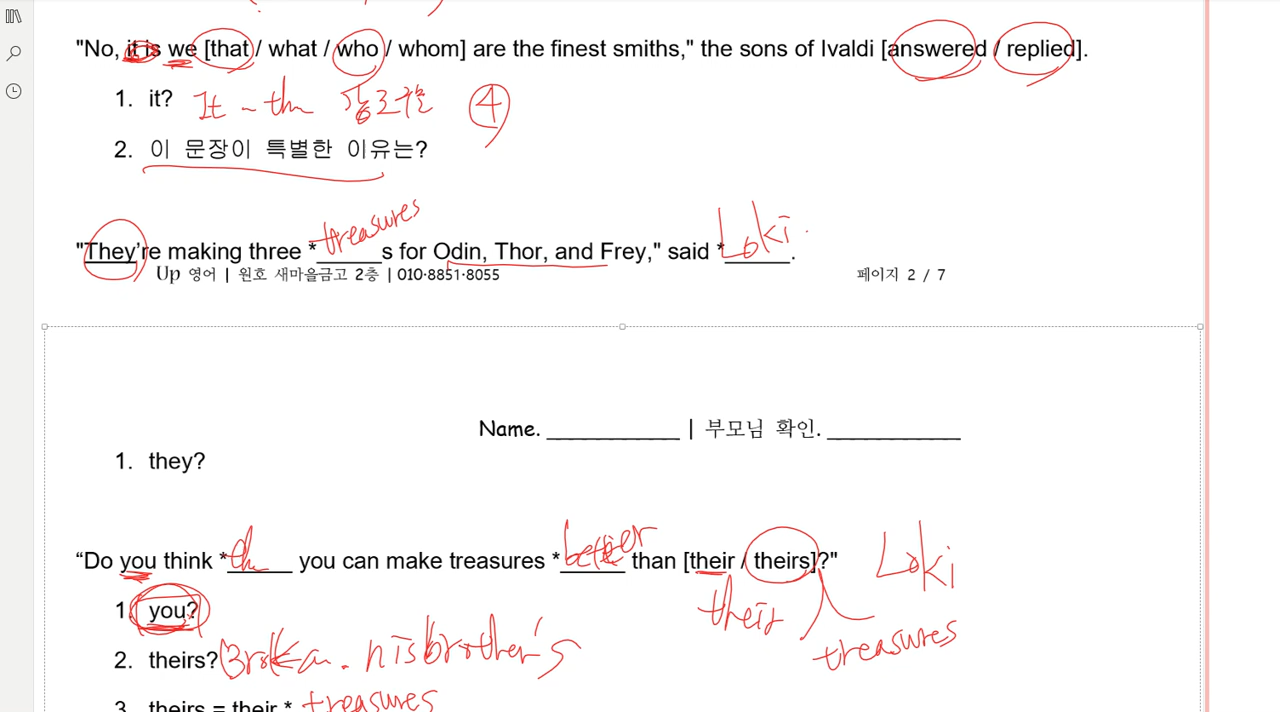 "No, it is we [that / what / who / whom] are the finest smiths," the sons of Ivaldi [answered / replied].
1. it? It ~ tha 강조구문 ④
2. 이 문장이 특별한 이유는?
treasures
Loki
"They're making three *_____s for Odin, Thor, and Frey," said *_____.
Up 영어 | 원호 새마을금고 2층 | 010·8851·8055 페이지 2 / 7
Name. ___________ | 부모님 확인. ___________
1. they?
better
“Do you think *_____ you can make treasures *_____ than [their / theirs]?" Loki
1. you? their
treasures
2. theirs? his brother's
3. theirs = their * treasures